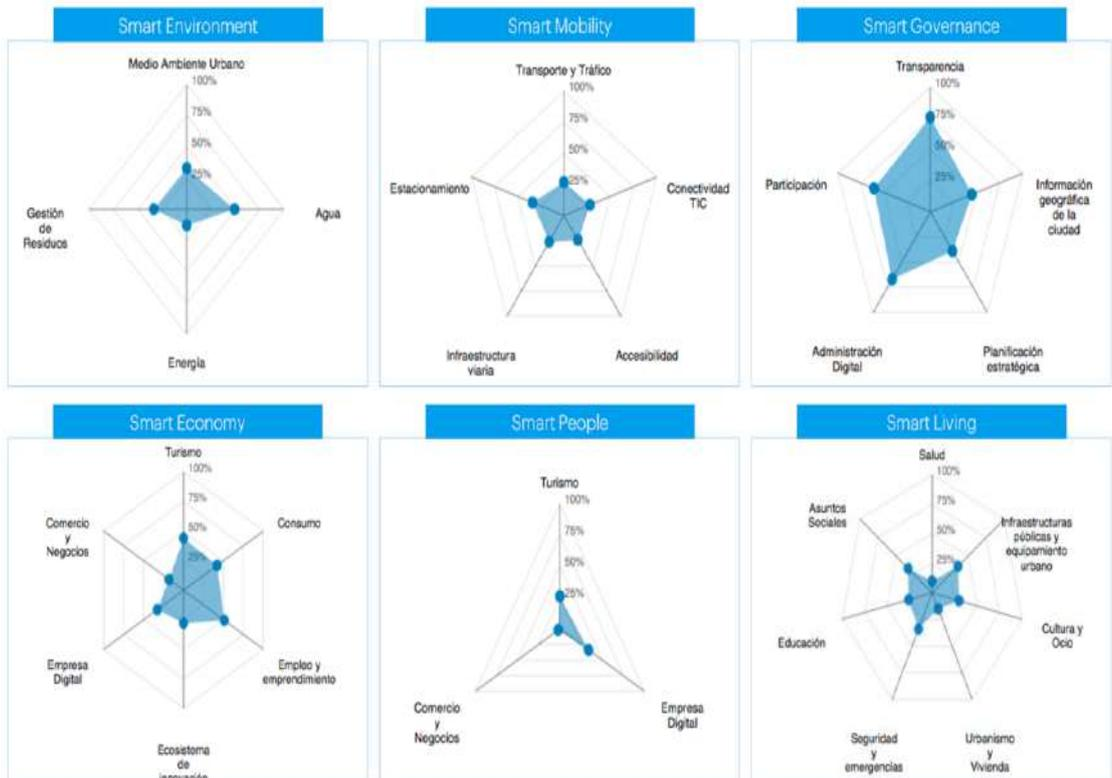 Smart Environment
Medio Ambiente Urbano
100%
75%
50%
25%
Gestión
de
Residuos
Agua
Energía
Smart Mobility
Transporte y Tráfico
100%
75%
50%
25%
Estacionamiento
Conectividad
TIC
Infraestructura
viaria
Accesibilidad
Smart Governance
Transparencia
100%
75%
50%
25%
Participación
Información
geográfica
de la
ciudad
Administración
Digital
Planificación
estratégica
Smart Economy
Turismo
100%
75%
50%
25%
Comercio
y
Negocios
Consumo
Empresa
Digital
Empleo y
emprendimiento
Ecosistema
de
innovación
Smart People
Turismo
100%
75%
50%
25%
Comercio
y
Negocios
Empresa
Digital
Smart Living
Salud
100%
75%
50%
25%
Asuntos
Sociales
Infraestructuras
públicas y
equipamiento
urbano
Educación
Cultura y
Ocio
Seguridad
y
emergencias
Urbanismo
y
Vivienda